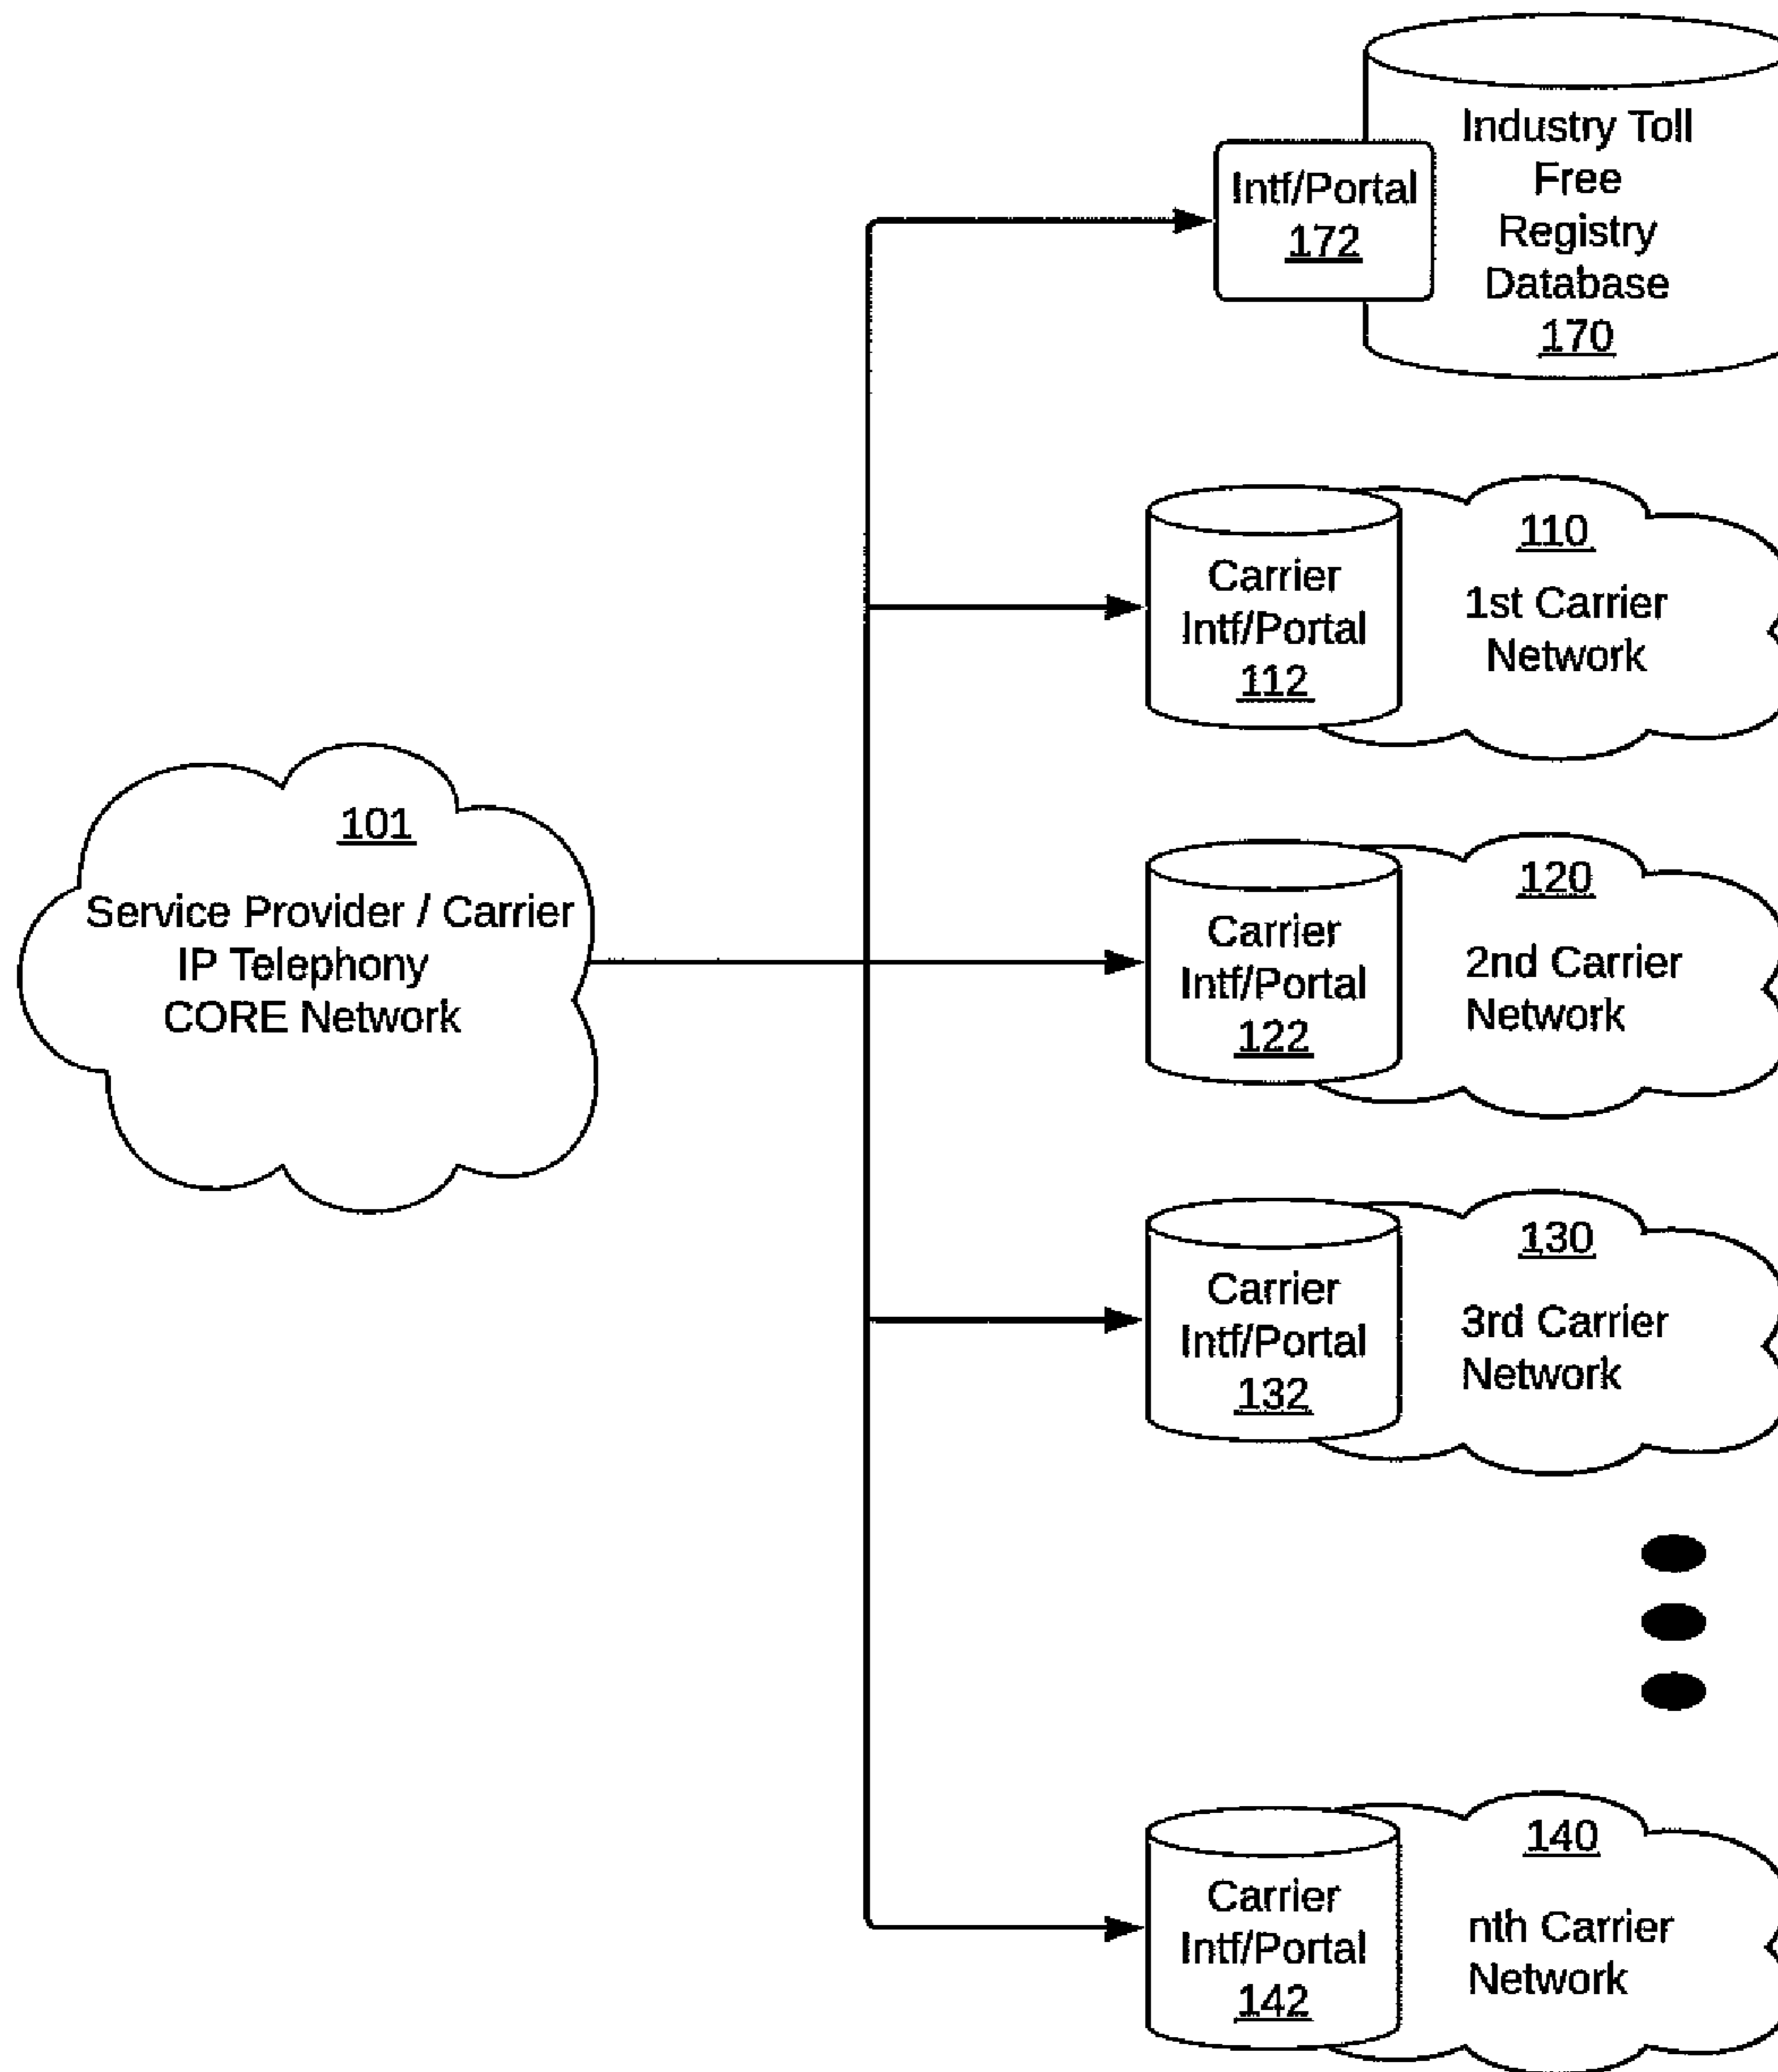 Industry Toll
Free
Registry
Database
170
Intf/Portal
172
110
1st Carrier
Network
Carrier
Intf/Portal
112
101
Service Provider / Carrier
IP Telephony
CORE Network
120
2nd Carrier
Network
Carrier
Intf/Portal
122
130
3rd Carrier
Network
Carrier
Intf/Portal
132
140
nth Carrier
Network
Carrier
Intf/Portal
142